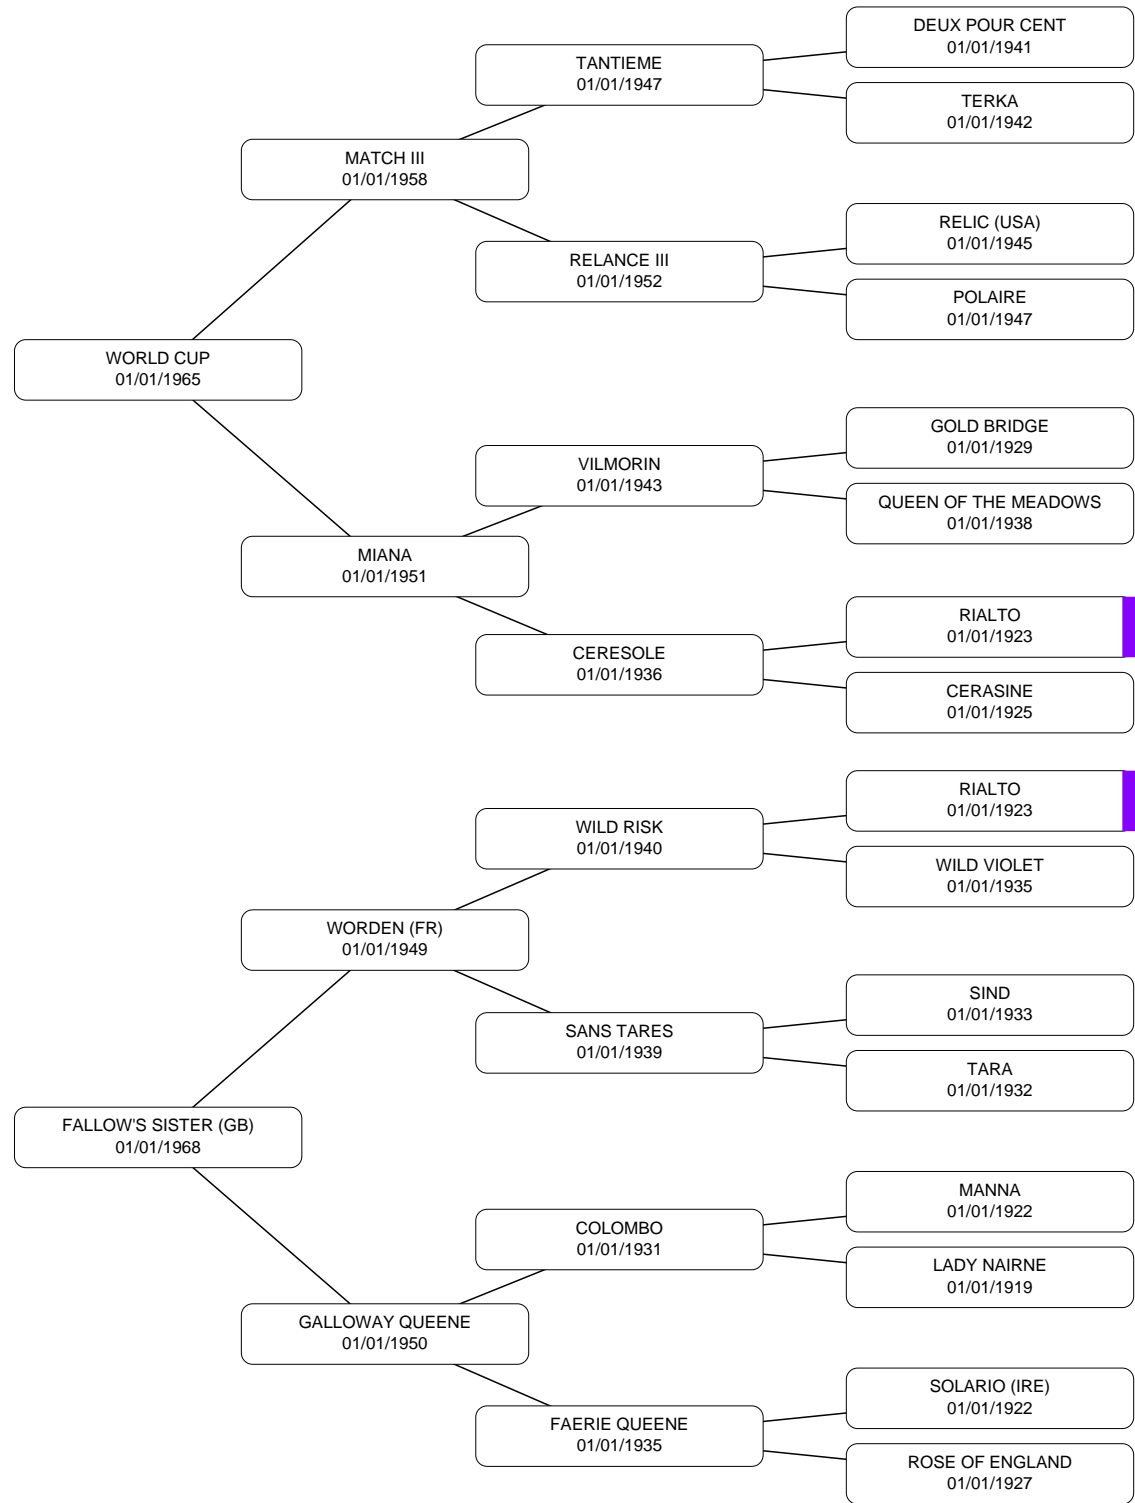 DEUX POUR CENT
01/01/1941
TANTIEME
01/01/1947
TERKA
01/01/1942
MATCH III
01/01/1958
RELIC (USA)
01/01/1945
RELANCE III
01/01/1952
POLAIRE
01/01/1947
WORLD CUP
01/01/1965
GOLD BRIDGE
01/01/1929
VILMORIN
01/01/1943
QUEEN OF THE MEADOWS
01/01/1938
MIANA
01/01/1951
RIALTO
01/01/1923
CERESOLE
01/01/1936
CERASINE
01/01/1925
RIALTO
01/01/1923
WILD RISK
01/01/1940
WILD VIOLET
01/01/1935
WORDEN (FR)
01/01/1949
SIND
01/01/1933
SANS TARES
01/01/1939
TARA
01/01/1932
FALLOW'S SISTER (GB)
01/01/1968
MANNA
01/01/1922
COLOMBO
01/01/1931
LADY NAIRNE
01/01/1919
GALLOWAY QUEENE
01/01/1950
SOLARIO (IRE)
01/01/1922
FAERIE QUEENE
01/01/1935
ROSE OF ENGLAND
01/01/1927